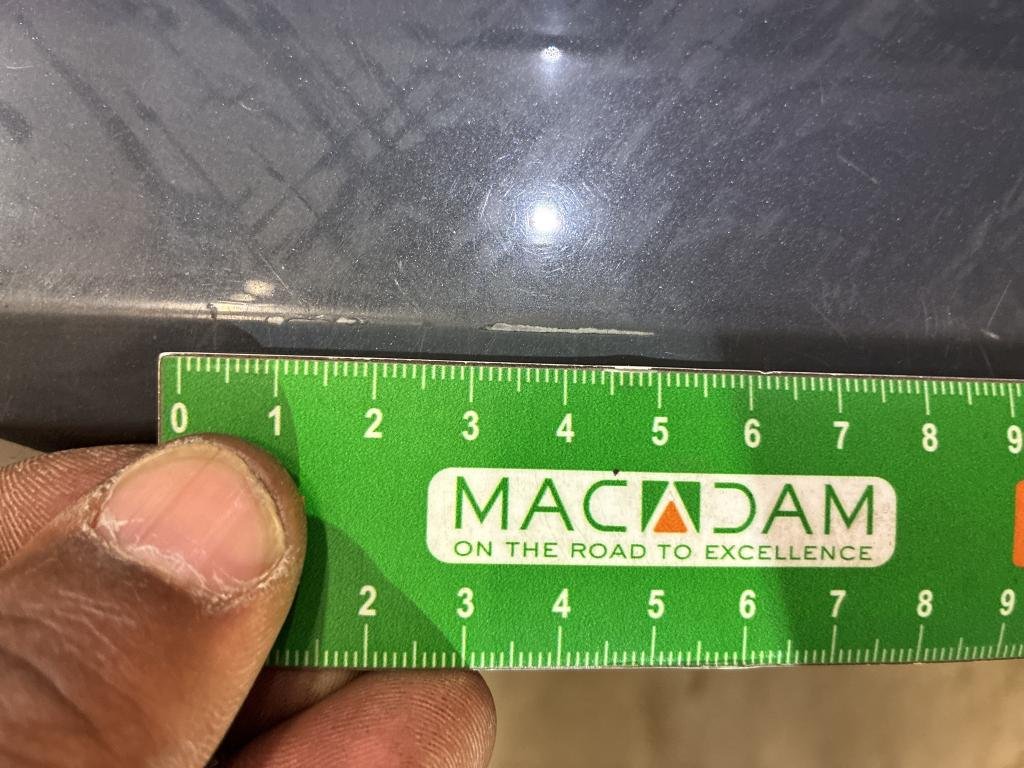 0 1 2 3 4 5 6 7 8 9
MACADAM
ON THE ROAD TO EXCELLENCE
2 3 4 5 6 7 8 9